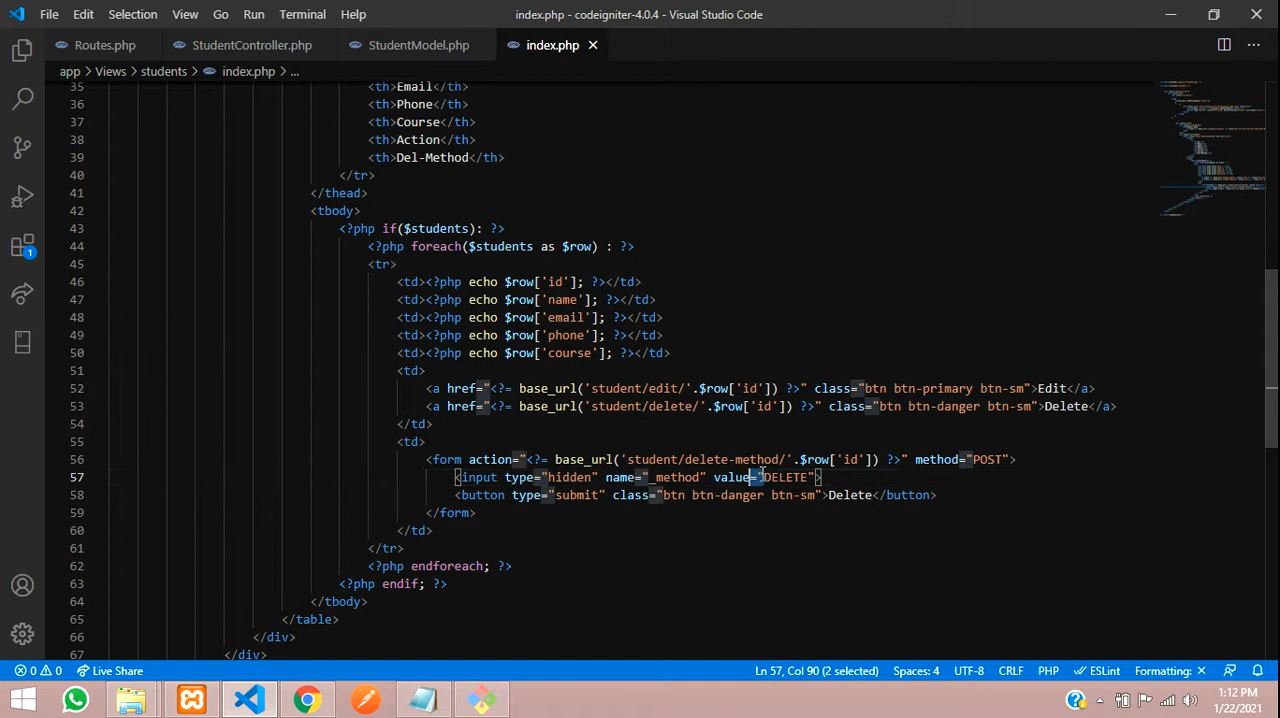 File Edit Selection View Go Run Terminal Help index.php - codeigniter-4.0.4 - Visual Studio Code
Routes.php StudentController.php StudentModel.php index.php
app > Views > students > index.php > ...
35 <th>Email</th>
36 <th>Phone</th>
37 <th>Course</th>
38 <th>Action</th>
39 <th>Del-Method</th>
40 </tr>
41 </thead>
42 <tbody>
43 <?php if($students): ?>
44 <?php foreach($students as $row) : ?>
45 <tr>
46 <td><?php echo $row['id']; ?></td>
47 <td><?php echo $row['name']; ?></td>
48 <td><?php echo $row['email']; ?></td>
49 <td><?php echo $row['phone']; ?></td>
50 <td><?php echo $row['course']; ?></td>
51 <td>
52 <a href="<?= base_url('student/edit/'.$row['id']) ?>" class="btn btn-primary btn-sm">Edit</a>
53 <a href="<?= base_url('student/delete/'.$row['id']) ?>" class="btn btn-danger btn-sm">Delete</a>
54 </td>
55 <td>
56 <form action="<?= base_url('student/delete-method/'.$row['id']) ?>" method="POST">
57 <input type="hidden" name="_method" value="DELETE">
58 <button type="submit" class="btn btn-danger btn-sm">Delete</button>
59 </form>
60 </td>
61 </tr>
62 <?php endforeach; ?>
63 <?php endif; ?>
64 </tbody>
65 </table>
66 </div>
67 </div>
1
0 0 Live Share Ln 57, Col 90 (2 selected) Spaces: 4 UTF-8 CRLF PHP ESLint Formatting:
1:12 PM
1/22/2021